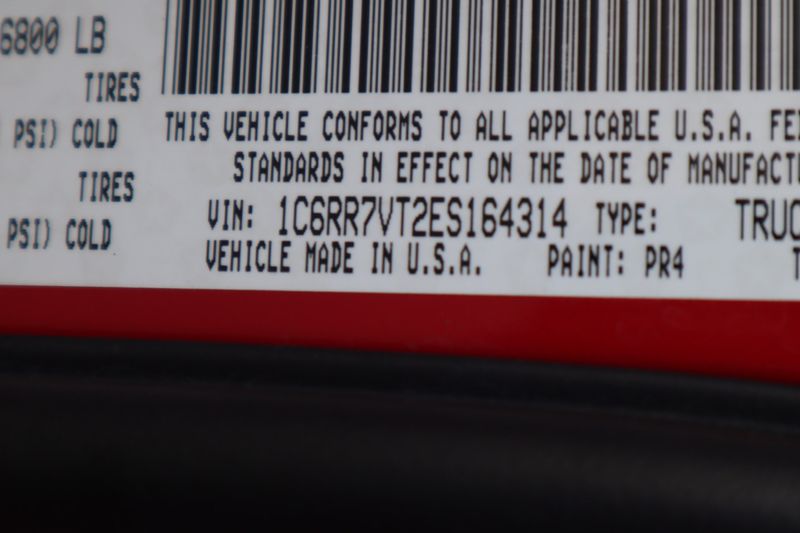 6800 LB
TIRES
PSI) COLD
TIRES
PSI) COLD
THIS VEHICLE CONFORMS TO ALL APPLICABLE U.S.A.
STANDARDS IN EFFECT ON THE DATE OF
VIN: 1C6RR7VT2ES164314 TYPE:
VEHICLE MADE IN U.S.A. PAINT: PR4